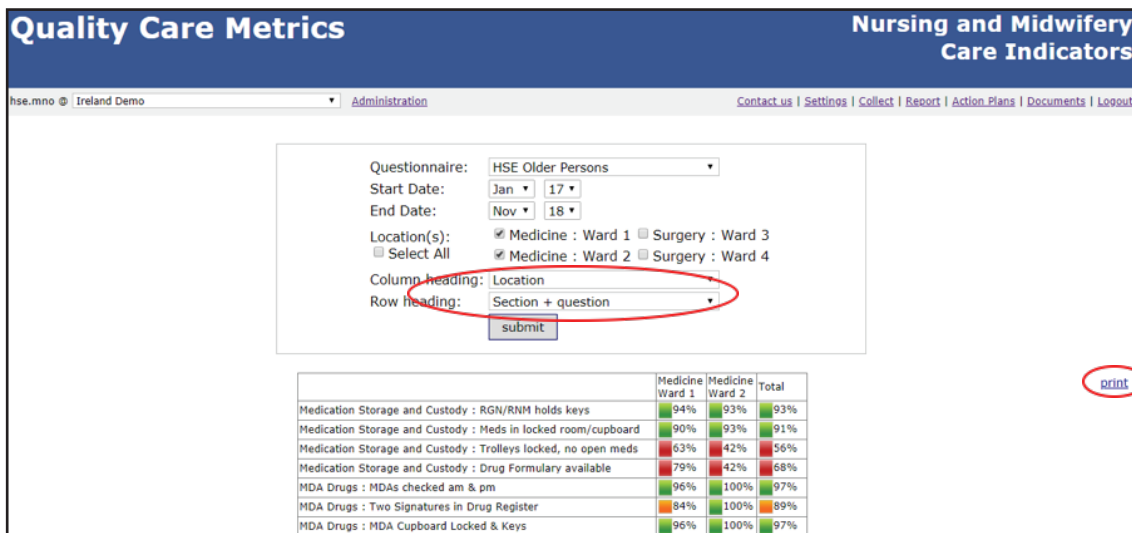 Quality Care Metrics
Nursing and Midwifery
Care Indicators
hse.mno @ Ireland Demo Administration Contact us | Settings | Collect | Report | Action Plans | Documents | Logout
Questionnaire: HSE Older Persons
Start Date: Jan 17
End Date: Nov 18
Location(s): Medicine : Ward 1 Surgery : Ward 3
Select All Medicine : Ward 2 Surgery : Ward 4
Column heading: Location
Row heading: Section + question
submit
print
Medicine Ward 1 Medicine Ward 2 Total
Medication Storage and Custody : RGN/RNM holds keys 94% 93% 93%
Medication Storage and Custody : Meds in locked room/cupboard 90% 93% 91%
Medication Storage and Custody : Trolleys locked, no open meds 63% 42% 56%
Medication Storage and Custody : Drug Formulary available 79% 42% 68%
MDA Drugs : MDAs checked am & pm 96% 100% 97%
MDA Drugs : Two Signatures in Drug Register 84% 100% 89%
MDA Drugs : MDA Cupboard Locked & Keys 96% 100% 97%